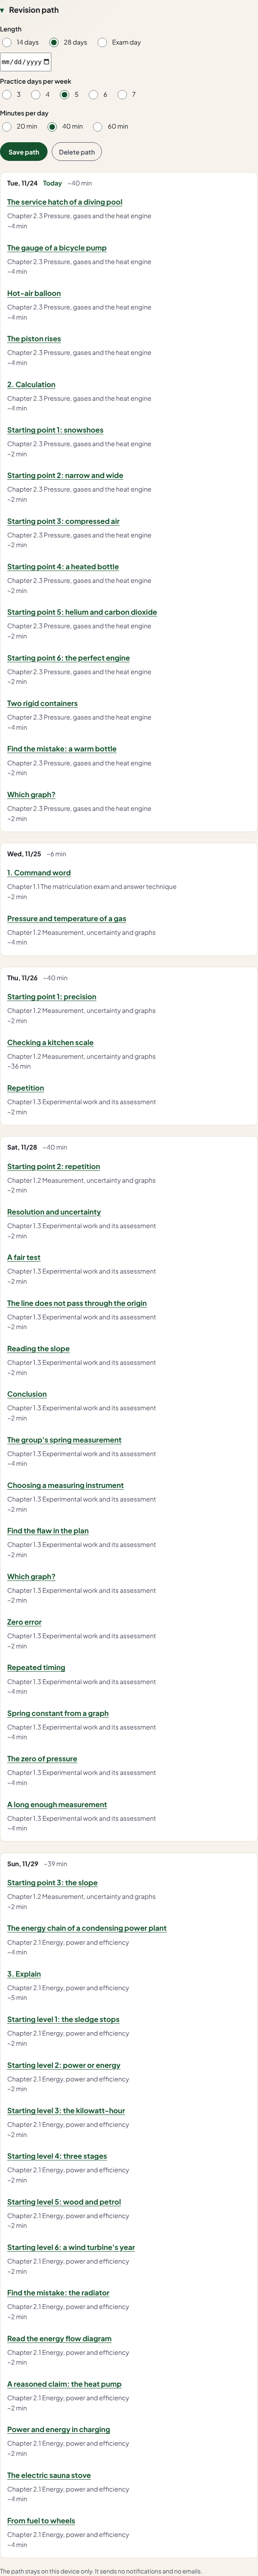 ▾ Revision path
Length
14 days 28 days Exam day
mm/dd/yyyy
Practice days per week
3 4 5 6 7
Minutes per day
20 min 40 min 60 min
Save path Delete path
Tue, 11/24 Today ~40 min
The service hatch of a diving pool
Chapter 2.3 Pressure, gases and the heat engine
~4 min
The gauge of a bicycle pump
Chapter 2.3 Pressure, gases and the heat engine
~4 min
Hot-air balloon
Chapter 2.3 Pressure, gases and the heat engine
~4 min
The piston rises
Chapter 2.3 Pressure, gases and the heat engine
~4 min
2. Calculation
Chapter 2.3 Pressure, gases and the heat engine
~4 min
Starting point 1: snowshoes
Chapter 2.3 Pressure, gases and the heat engine
~2 min
Starting point 2: narrow and wide
Chapter 2.3 Pressure, gases and the heat engine
~2 min
Starting point 3: compressed air
Chapter 2.3 Pressure, gases and the heat engine
~2 min
Starting point 4: a heated bottle
Chapter 2.3 Pressure, gases and the heat engine
~2 min
Starting point 5: helium and carbon dioxide
Chapter 2.3 Pressure, gases and the heat engine
~2 min
Starting point 6: the perfect engine
Chapter 2.3 Pressure, gases and the heat engine
~2 min
Two rigid containers
Chapter 2.3 Pressure, gases and the heat engine
~4 min
Find the mistake: a warm bottle
Chapter 2.3 Pressure, gases and the heat engine
~2 min
Which graph?
Chapter 2.3 Pressure, gases and the heat engine
~2 min
Wed, 11/25 ~6 min
1. Command word
Chapter 1.1 The matriculation exam and answer technique
~2 min
Pressure and temperature of a gas
Chapter 1.2 Measurement, uncertainty and graphs
~4 min
Thu, 11/26 ~40 min
Starting point 1: precision
Chapter 1.2 Measurement, uncertainty and graphs
~2 min
Checking a kitchen scale
Chapter 1.2 Measurement, uncertainty and graphs
~36 min
Repetition
Chapter 1.3 Experimental work and its assessment
~2 min
Sat, 11/28 ~40 min
Starting point 2: repetition
Chapter 1.2 Measurement, uncertainty and graphs
~2 min
Resolution and uncertainty
Chapter 1.3 Experimental work and its assessment
~2 min
A fair test
Chapter 1.3 Experimental work and its assessment
~2 min
The line does not pass through the origin
Chapter 1.3 Experimental work and its assessment
~2 min
Reading the slope
Chapter 1.3 Experimental work and its assessment
~2 min
Conclusion
Chapter 1.3 Experimental work and its assessment
~2 min
The group's spring measurement
Chapter 1.3 Experimental work and its assessment
~4 min
Choosing a measuring instrument
Chapter 1.3 Experimental work and its assessment
~2 min
Find the flaw in the plan
Chapter 1.3 Experimental work and its assessment
~2 min
Which graph?
Chapter 1.3 Experimental work and its assessment
~2 min
Zero error
Chapter 1.3 Experimental work and its assessment
~2 min
Repeated timing
Chapter 1.3 Experimental work and its assessment
~4 min
Spring constant from a graph
Chapter 1.3 Experimental work and its assessment
~4 min
The zero of pressure
Chapter 1.3 Experimental work and its assessment
~4 min
A long enough measurement
Chapter 1.3 Experimental work and its assessment
~4 min
Sun, 11/29 ~39 min
Starting point 3: the slope
Chapter 1.2 Measurement, uncertainty and graphs
~2 min
The energy chain of a condensing power plant
Chapter 2.1 Energy, power and efficiency
~4 min
3. Explain
Chapter 2.1 Energy, power and efficiency
~5 min
Starting level 1: the sledge stops
Chapter 2.1 Energy, power and efficiency
~2 min
Starting level 2: power or energy
Chapter 2.1 Energy, power and efficiency
~2 min
Starting level 3: the kilowatt-hour
Chapter 2.1 Energy, power and efficiency
~2 min
Starting level 4: three stages
Chapter 2.1 Energy, power and efficiency
~2 min
Starting level 5: wood and petrol
Chapter 2.1 Energy, power and efficiency
~2 min
Starting level 6: a wind turbine's year
Chapter 2.1 Energy, power and efficiency
~2 min
Find the mistake: the radiator
Chapter 2.1 Energy, power and efficiency
~2 min
Read the energy flow diagram
Chapter 2.1 Energy, power and efficiency
~2 min
A reasoned claim: the heat pump
Chapter 2.1 Energy, power and efficiency
~2 min
Power and energy in charging
Chapter 2.1 Energy, power and efficiency
~2 min
The electric sauna stove
Chapter 2.1 Energy, power and efficiency
~4 min
From fuel to wheels
Chapter 2.1 Energy, power and efficiency
~4 min
The path stays on this device only. It sends no notifications and no emails.